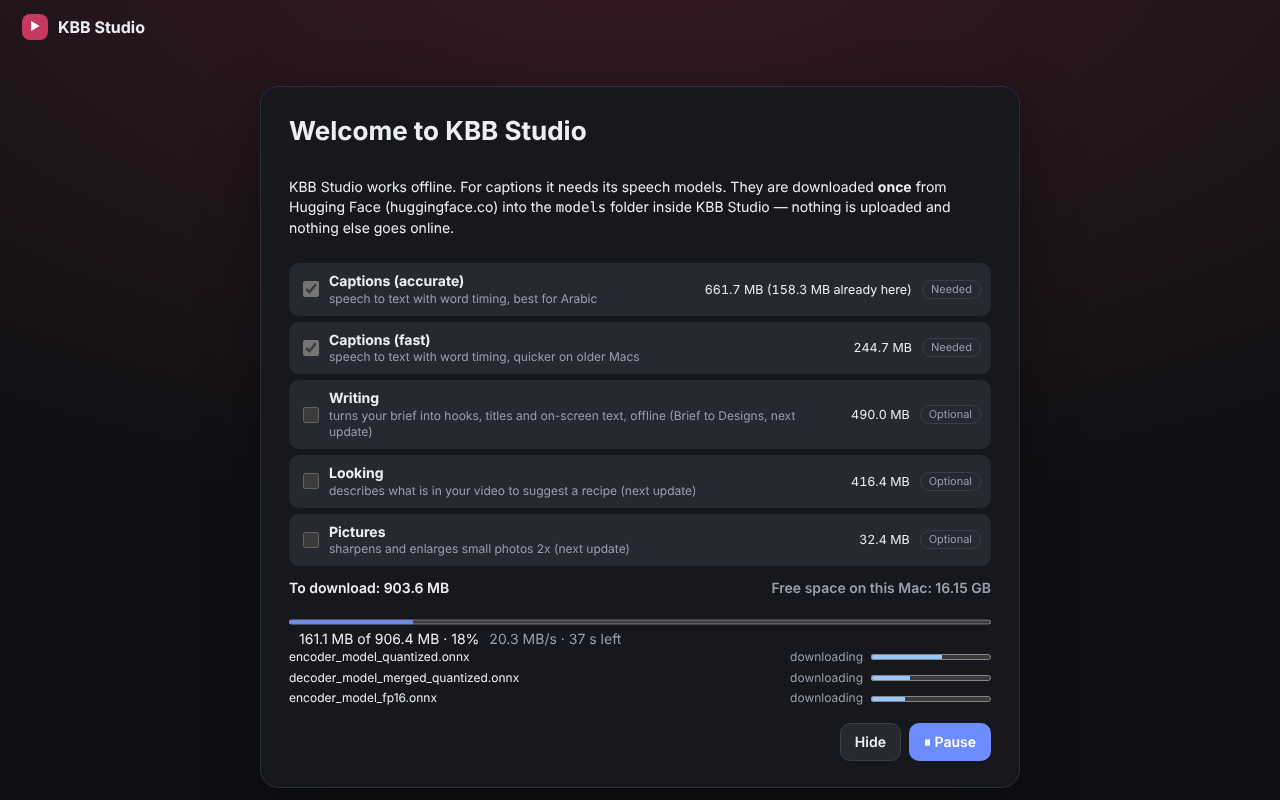 KBB Studio
Welcome to KBB Studio
KBB Studio works offline. For captions it needs its speech models. They are downloaded once from
Hugging Face (huggingface.co) into the models folder inside KBB Studio — nothing is uploaded and
nothing else goes online.
Captions (accurate)
speech to text with word timing, best for Arabic
661.7 MB (158.3 MB already here) Needed
Captions (fast)
speech to text with word timing, quicker on older Macs
244.7 MB Needed
Writing
turns your brief into hooks, titles and on-screen text, offline (Brief to Designs, next
update)
490.0 MB Optional
Looking
describes what is in your video to suggest a recipe (next update)
416.4 MB Optional
Pictures
sharpens and enlarges small photos 2x (next update)
32.4 MB Optional
To download: 903.6 MB Free space on this Mac: 16.15 GB
161.1 MB of 906.4 MB · 18% 20.3 MB/s · 37 s left
encoder_model_quantized.onnx downloading
decoder_model_merged_quantized.onnx downloading
encoder_model_fp16.onnx downloading
Hide Pause